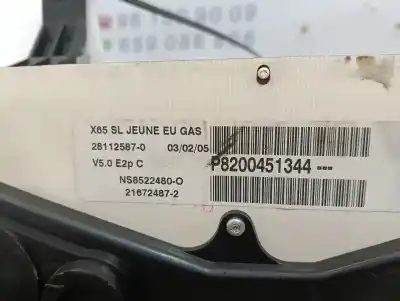 X65 SL JEUNE EU GAS
28112587-0 03/02/05
V5.0 E2p C P8200451344---
NS8522480-O
21672487-2